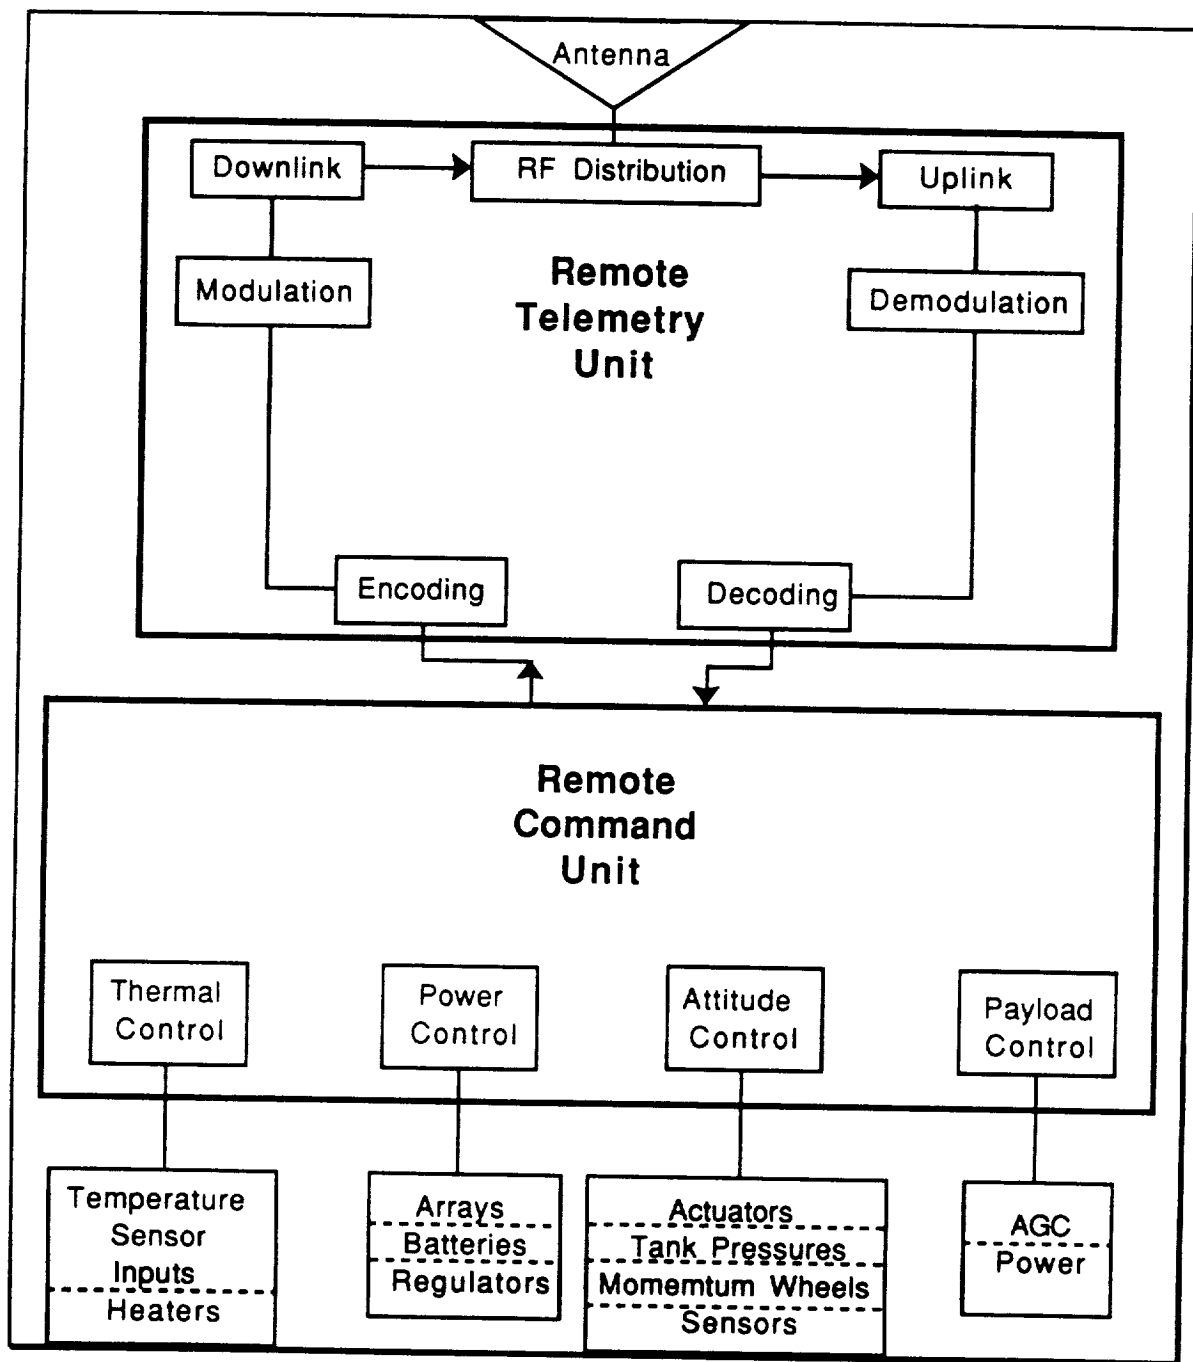 Antenna
Downlink
RF Distribution
Uplink
Modulation
Remote
Telemetry
Unit
Demodulation
Encoding
Decoding
Remote
Command
Unit
Thermal
Control
Power
Control
Attitude
Control
Payload
Control
Temperature
Sensor
Inputs
Heaters
Arrays
Batteries
Regulators
Actuators
Tank Pressures
Momemtum Wheels
Sensors
AGC
Power